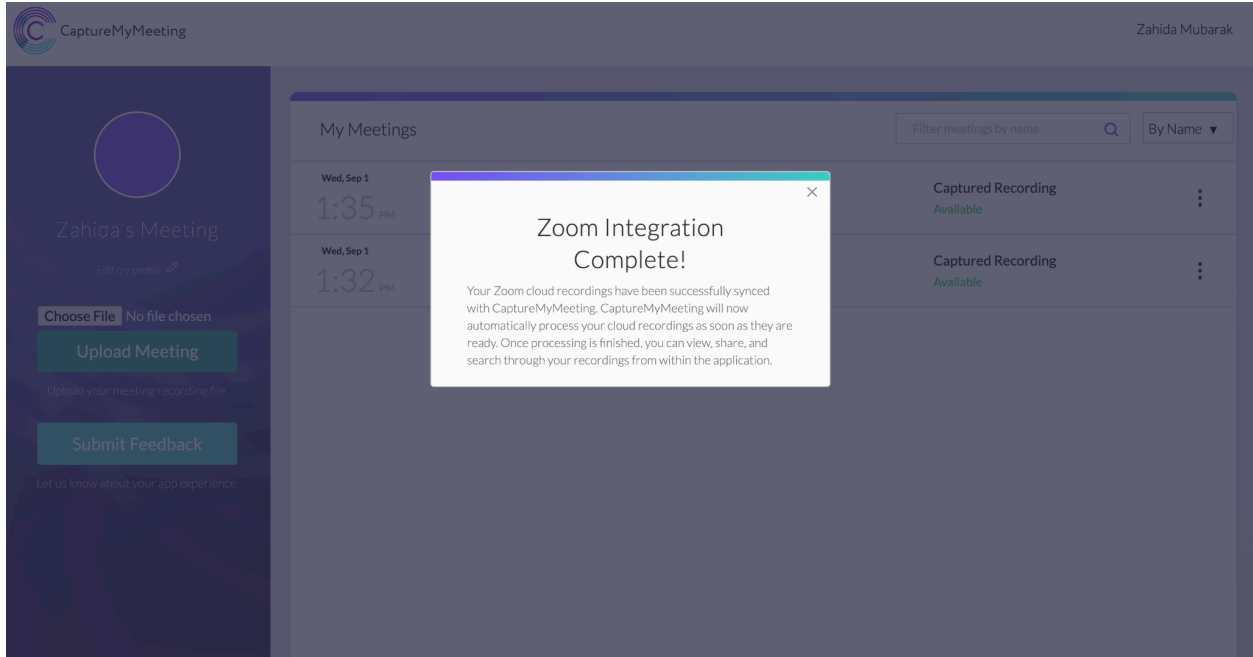 CaptureMyMeeting
Zahida Mubarak
Zahida's Meeting
Edit my profile
Choose File No file chosen
Upload Meeting
Upload your meeting recording file.
Submit Feedback
Let us know about your app experience.
My Meetings
Filter meetings by name
By Name ▼
Wed, Sep 1
1:35 PM
Captured Recording
Available
Wed, Sep 1
1:32 PM
Captured Recording
Available
Zoom Integration
Complete!
Your Zoom cloud recordings have been successfully synced
with CaptureMyMeeting. CaptureMyMeeting will now
automatically process your cloud recordings as soon as they are
ready. Once processing is finished, you can view, share, and
search through your recordings from within the application.